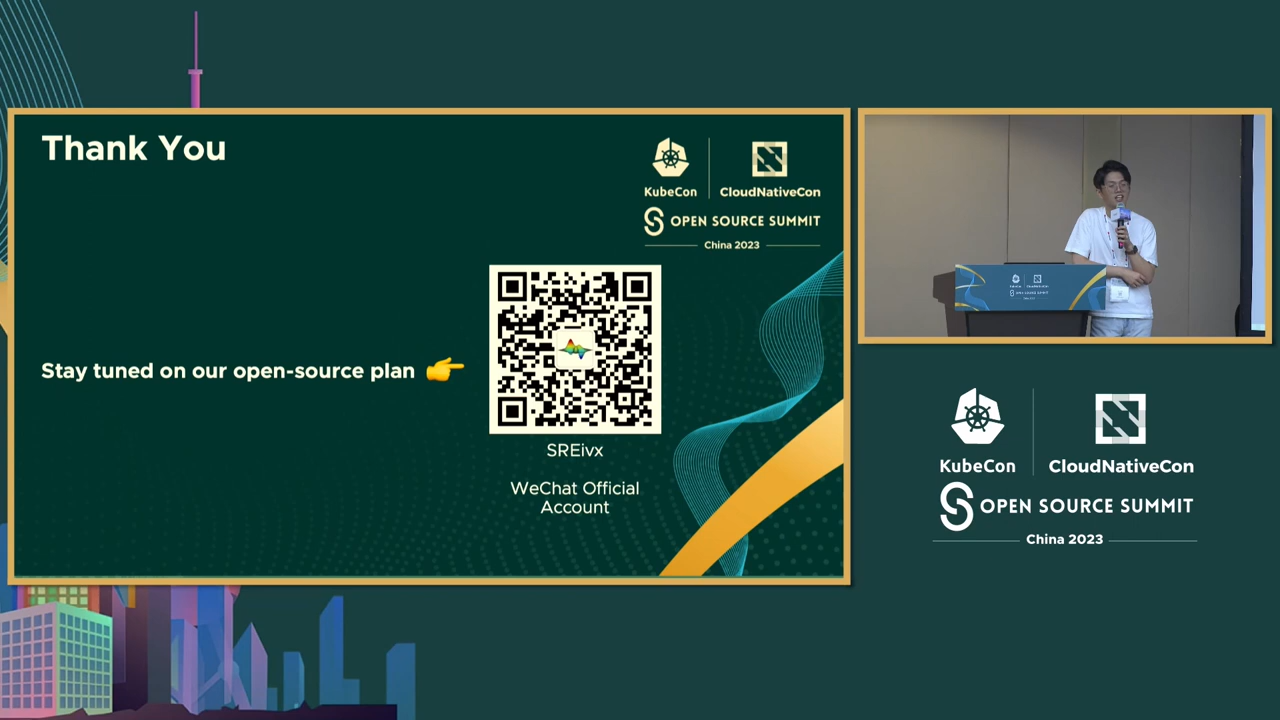 Thank You
KubeCon
CloudNativeCon
OPEN SOURCE SUMMIT
China 2023
Stay tuned on our open-source plan
SREivx
WeChat Official
Account
KubeCon
CloudNativeCon
OPEN SOURCE SUMMIT
China 2023